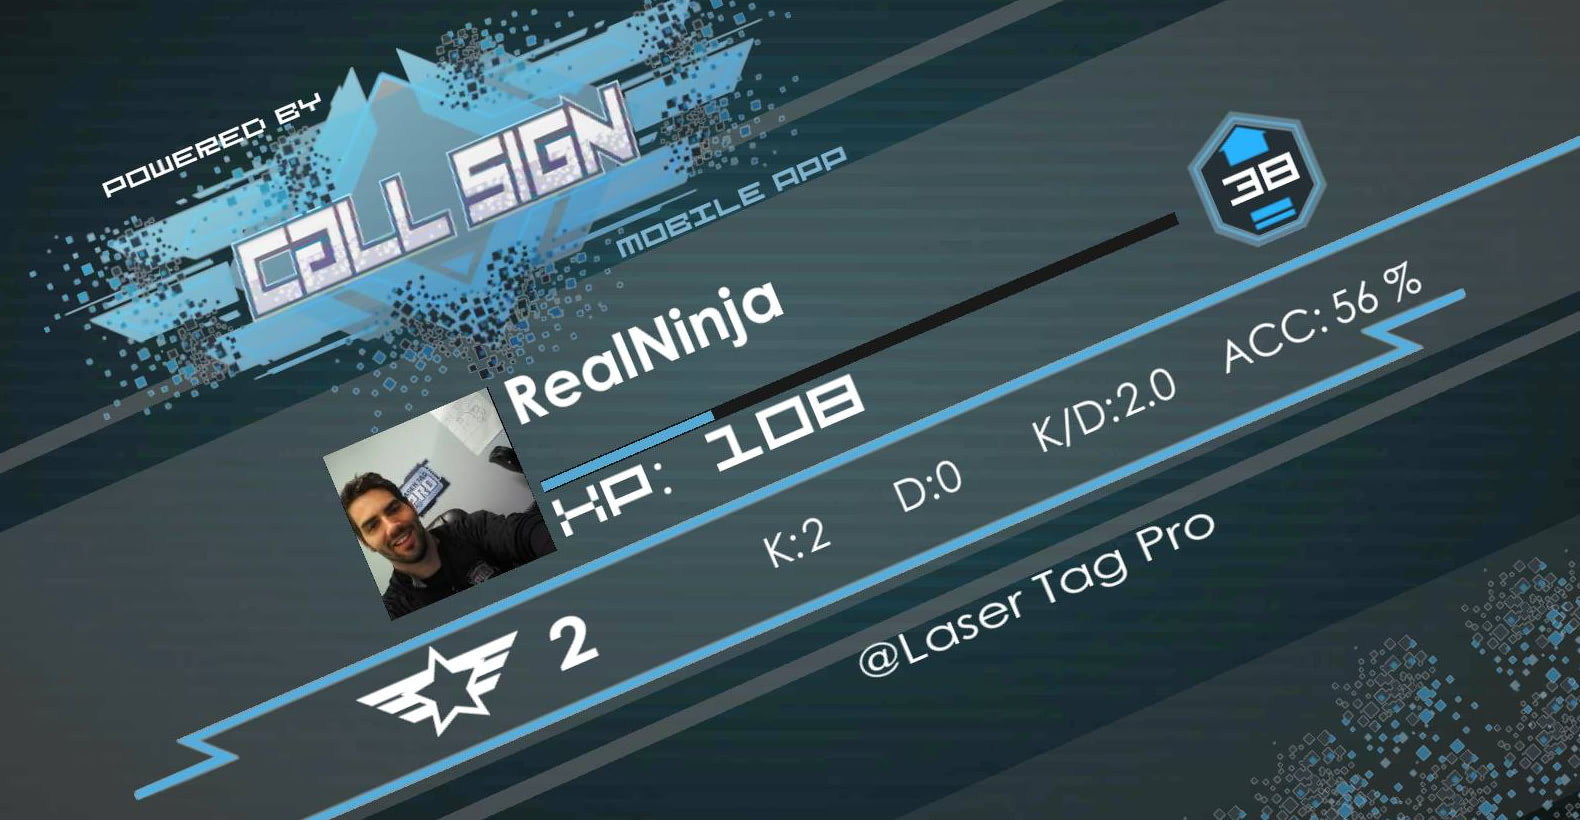 POWERED BY
CALL SIGN
MOBILE APP
38
RealNinja
XP: 108
K:2 D:0 K/D:2.0 ACC: 56 %
2
@Laser Tag Pro